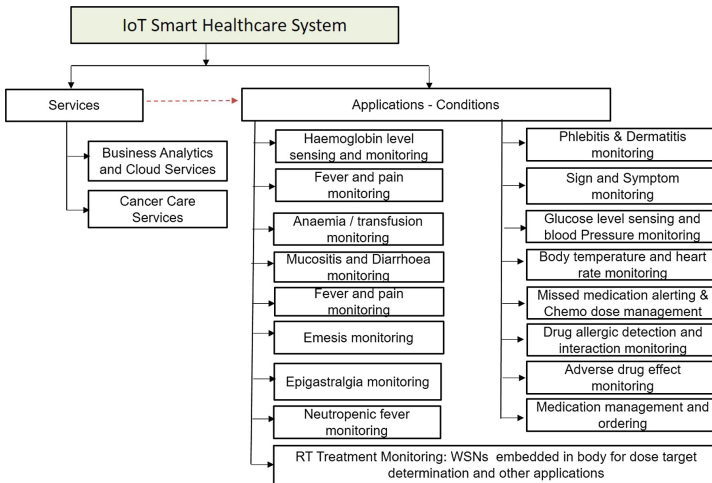 IoT Smart Healthcare System
Services
Applications - Conditions
Business Analytics
and Cloud Services
Cancer Care
Services
Haemoglobin level
sensing and monitoring
Fever and pain
monitoring
Anaemia / transfusion
monitoring
Mucositis and Diarrhoea
monitoring
Fever and pain
monitoring
Emesis monitoring
Epigastralgia monitoring
Neutropenic fever
monitoring
Phlebitis & Dermatitis
monitoring
Sign and Symptom
monitoring
Glucose level sensing and
blood Pressure monitoring
Body temperature and heart
rate monitoring
Missed medication alerting &
Chemo dose management
Drug allergic detection and
interaction monitoring
Adverse drug effect
monitoring
Medication management and
ordering
RT Treatment Monitoring: WSNs embedded in body for dose target
determination and other applications